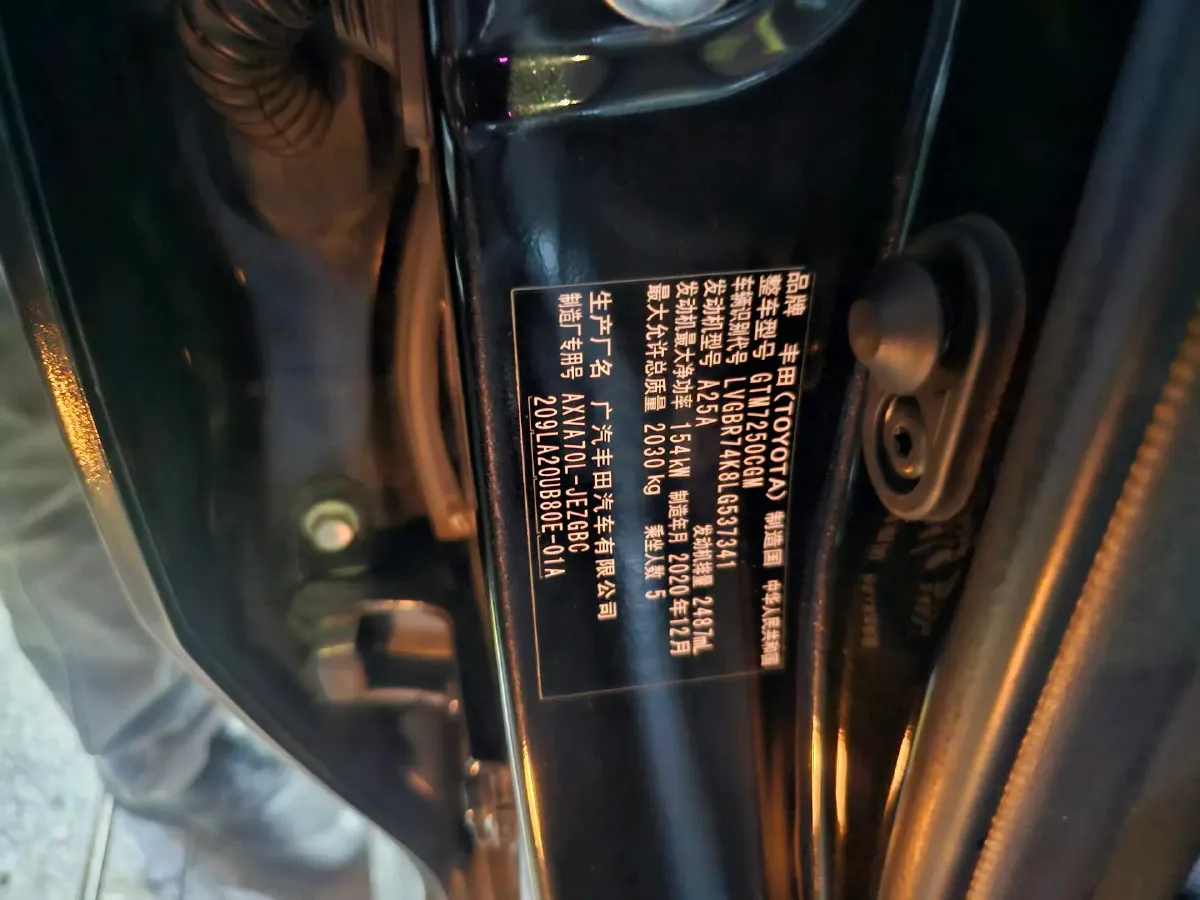 品牌 丰田(TOYOTA) 制造国 中华人民共和国
整车型号 GTM7250CGM
车辆识别代号 LVGBR74K8LG537341
发动机型号 A25A 发动机排量 2487mL
发动机最大净功率 154kW 制造年月 2020年12月
最大允许总质量 2030kg 乘坐人数 5
生产厂名 广汽丰田汽车有限公司
制造厂专用号 AXVA70L-JEZGBC
209LA20UB80E-01A